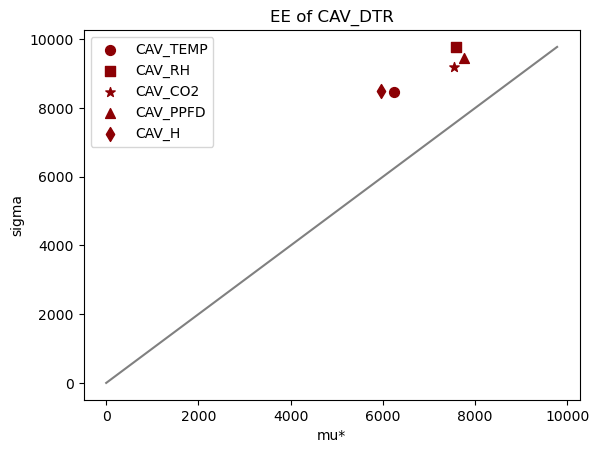 EE of CAV_DTR
CAV_TEMP
CAV_RH
CAV_CO2
CAV_PPFD
CAV_H
10000
8000
6000
4000
2000
0
sigma
0 2000 4000 6000 8000 10000
mu*